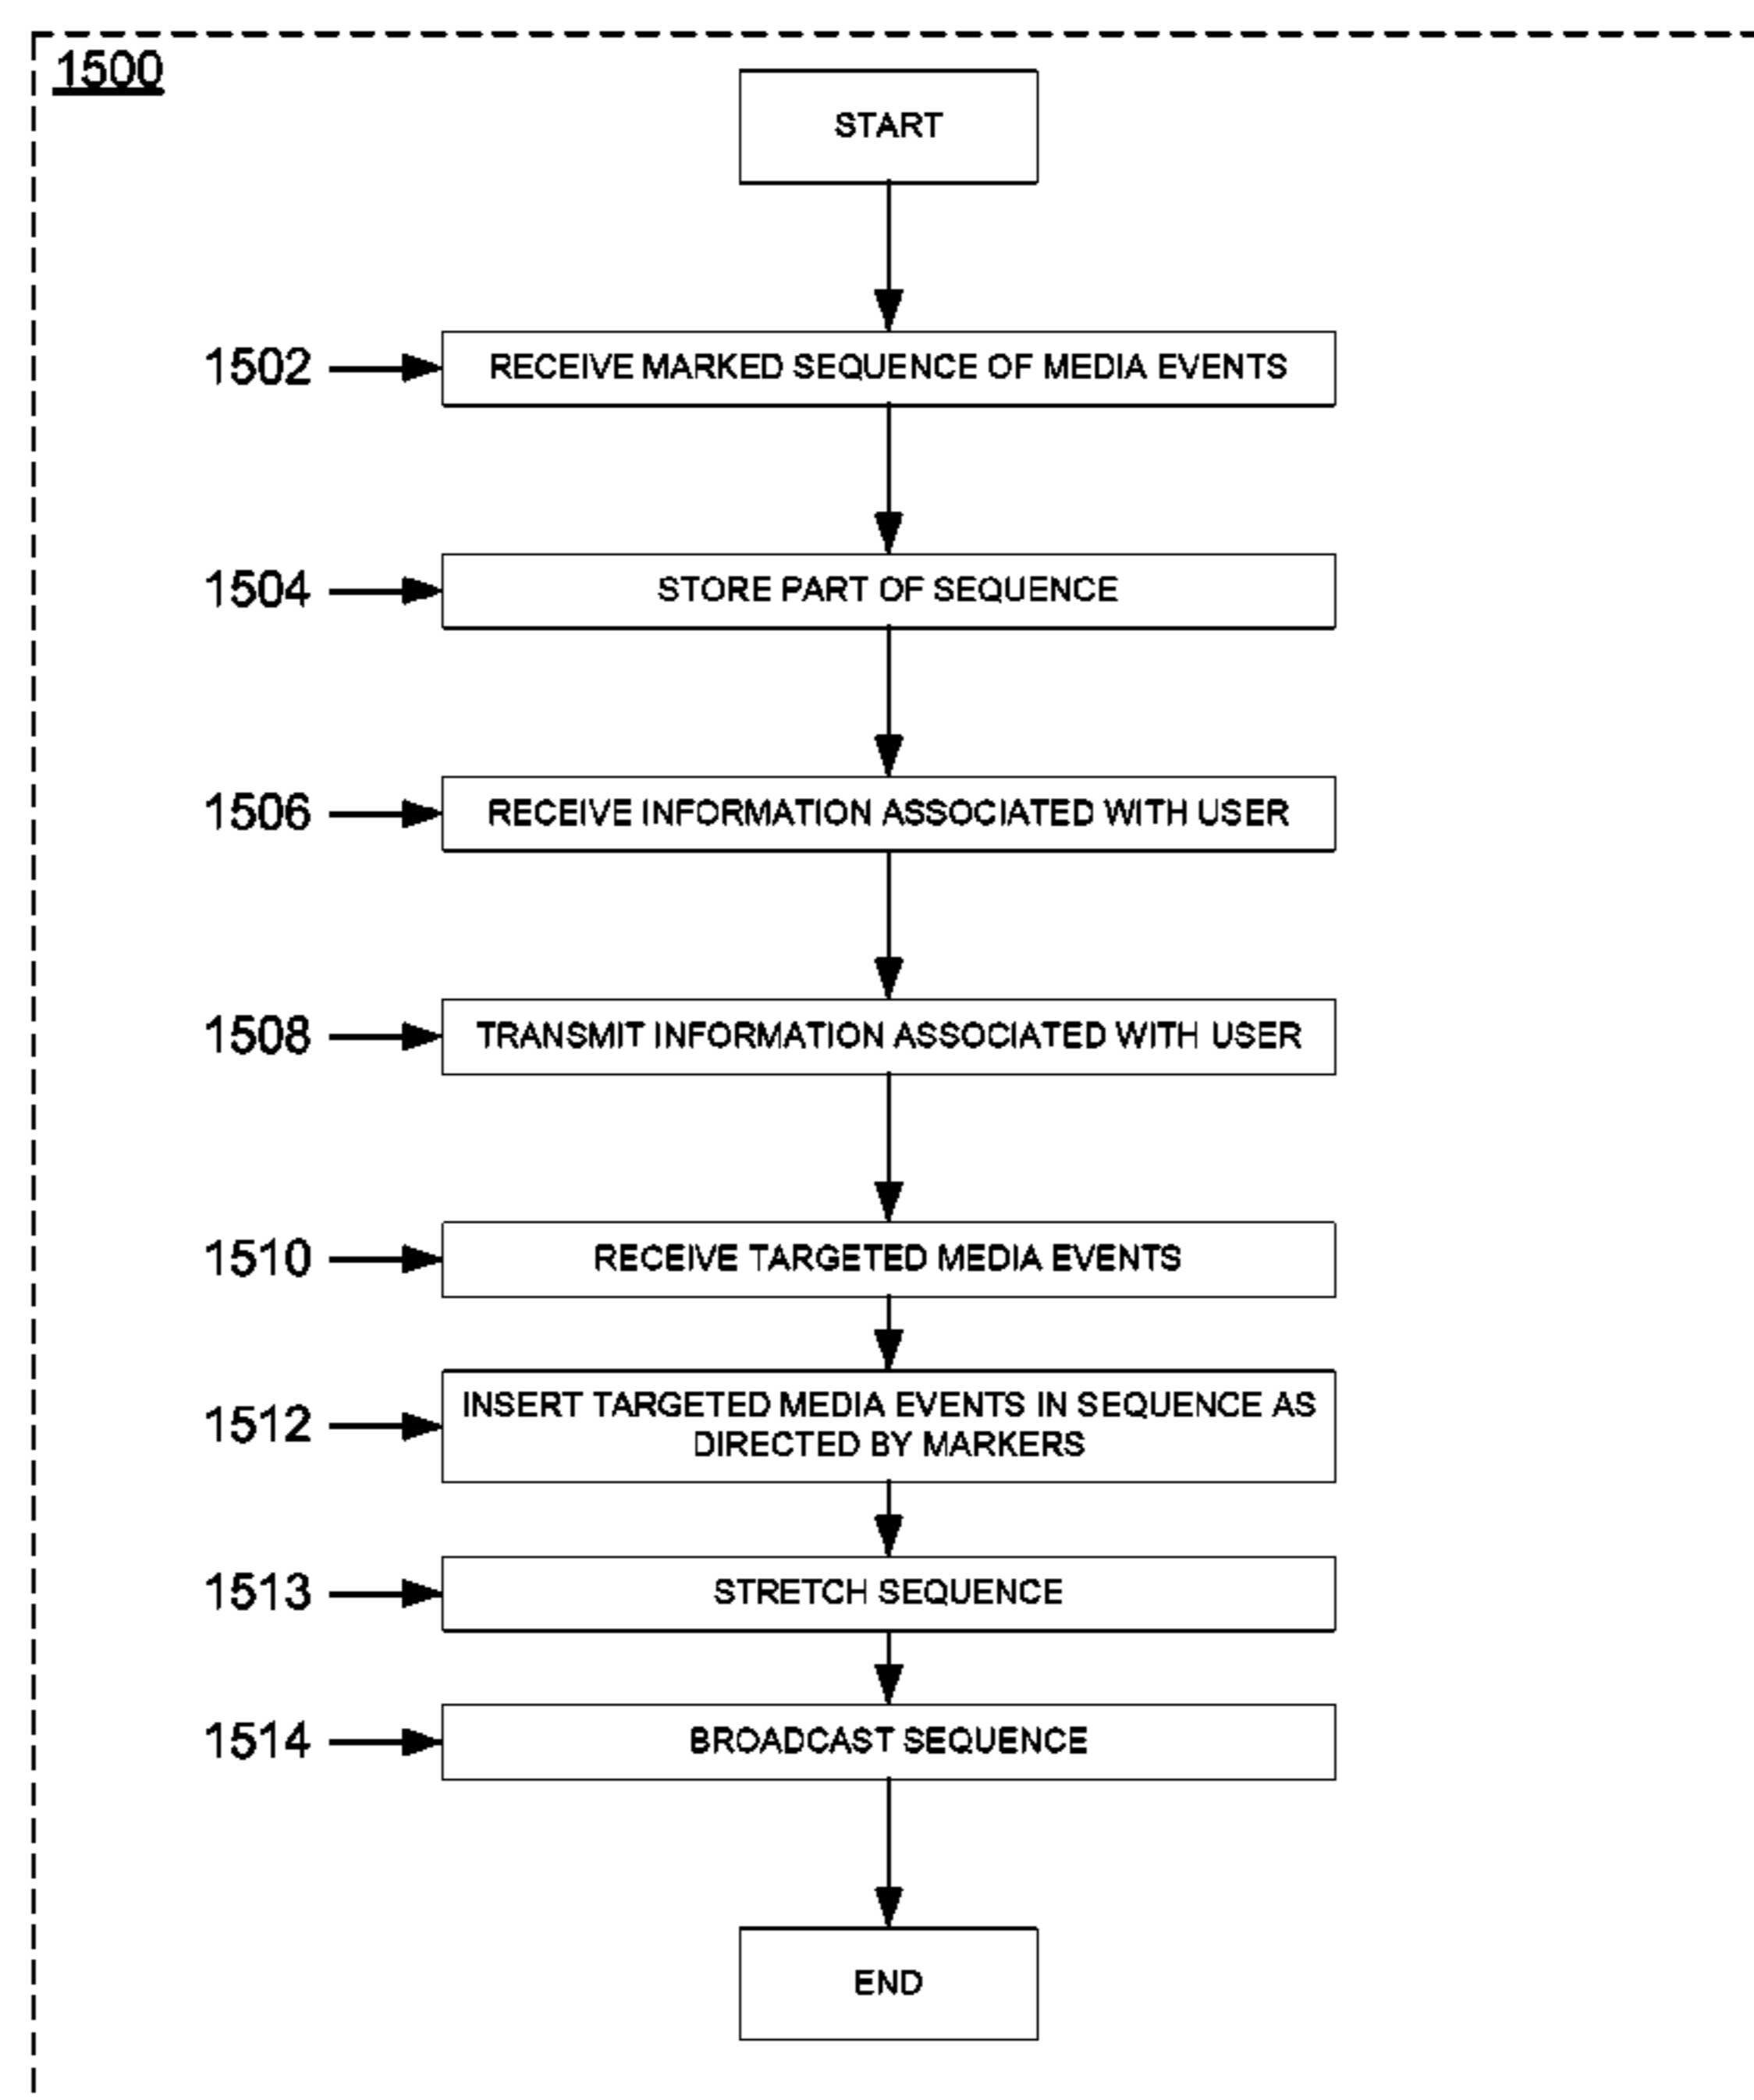 1500
START
1502 RECEIVE MARKED SEQUENCE OF MEDIA EVENTS
1504 STORE PART OF SEQUENCE
1506 RECEIVE INFORMATION ASSOCIATED WITH USER
1508 TRANSMIT INFORMATION ASSOCIATED WITH USER
1510 RECEIVE TARGETED MEDIA EVENTS
1512 INSERT TARGETED MEDIA EVENTS IN SEQUENCE AS
DIRECTED BY MARKERS
1513 STRETCH SEQUENCE
1514 BROADCAST SEQUENCE
END